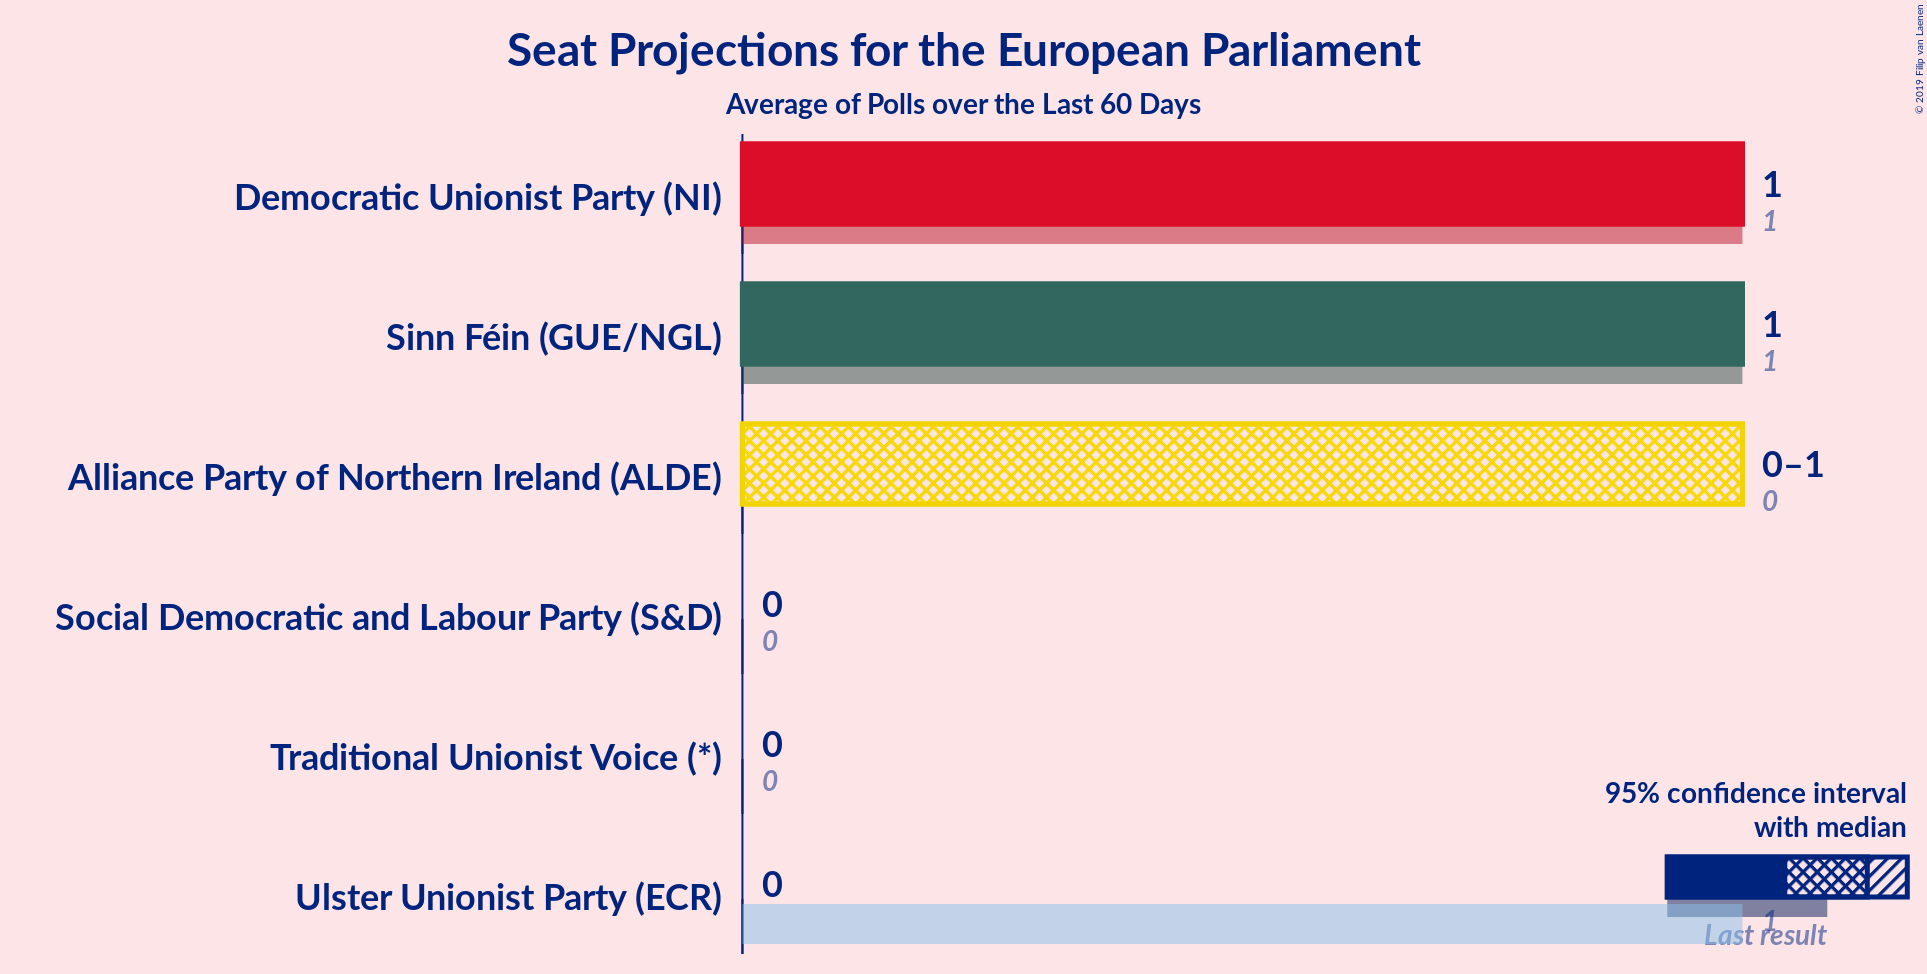 Seat Projections for the European Parliament
Average of Polls over the Last 60 Days
© 2019 Filip van Laenen
Democratic Unionist Party (NI)
1
1
Sinn Féin (GUE/NGL)
1
1
Alliance Party of Northern Ireland (ALDE)
0–1
0
Social Democratic and Labour Party (S&D)
0
0
Traditional Unionist Voice (*)
0
0
Ulster Unionist Party (ECR)
0
1
95% confidence interval
with median
Last result